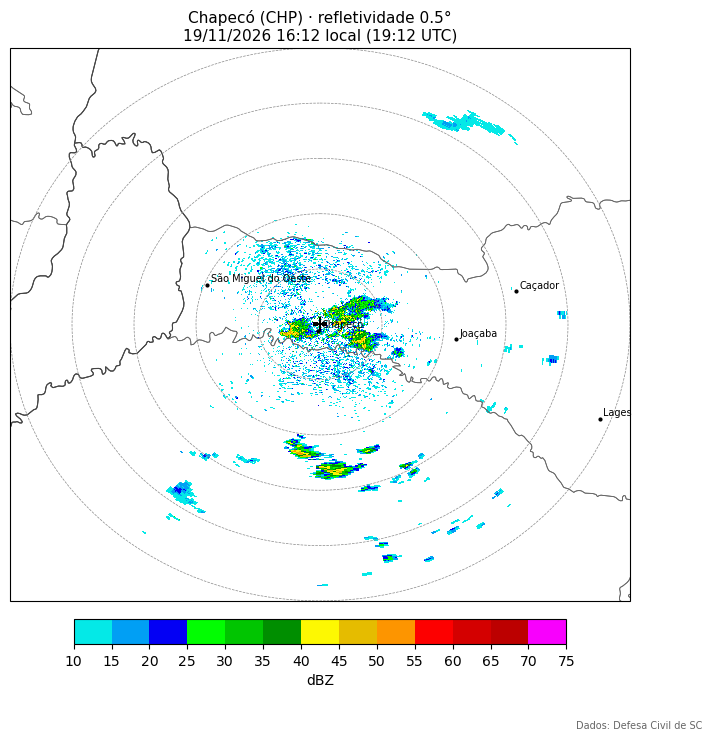 Chapecó (CHP) · refletividade 0.5°
19/11/2026 16:12 local (19:12 UTC)
São Miguel do Oeste
Caçador
Chapecó
Joaçaba
Lages
10 15 20 25 30 35 40 45 50 55 60 65 70 75
dBZ
Dados: Defesa Civil de SC